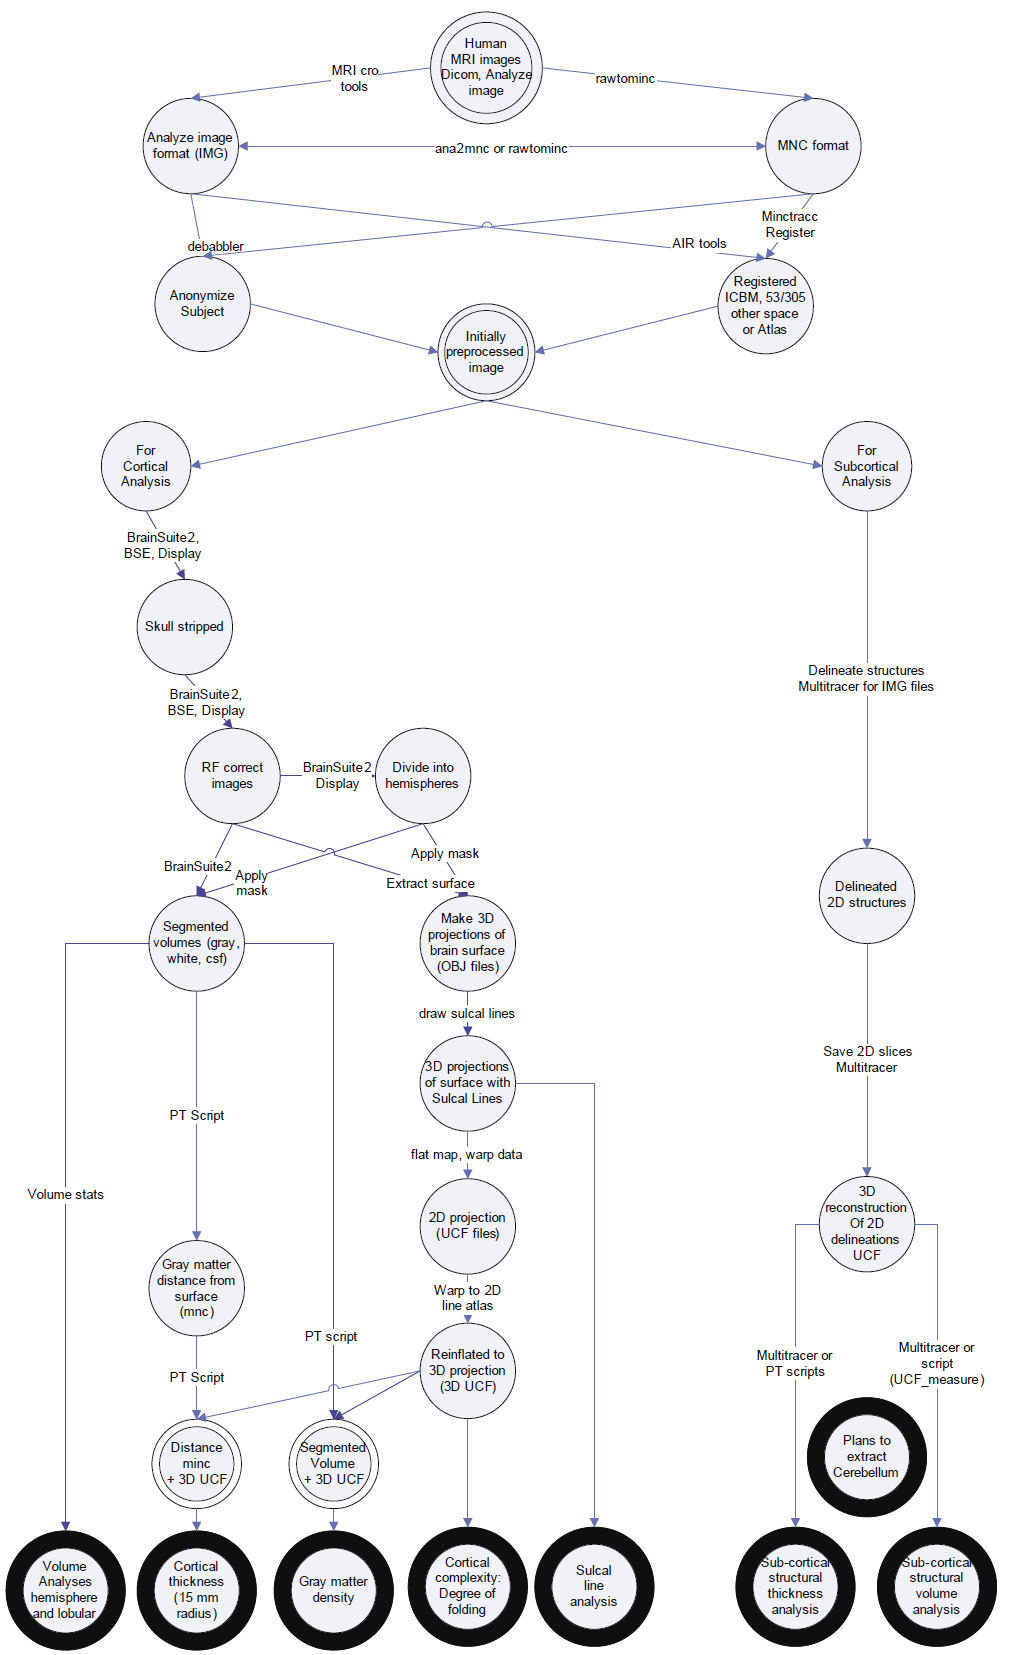 Human
MRI images
Dicom, Analyze
image
MRI cro
tools
rawtominc
Analyze image
format (IMG)
ana2mnc or rawtominc
MNC format
debabbler
AIR tools
Minctracc
Register
Anonymize
Subject
Registered
ICBM, 53/305
other space
or Atlas
Initially
preprocessed
image
For
Cortical
Analysis
For
Subcortical
Analysis
BrainSuite2,
BSE, Display
Skull stripped
BrainSuite2,
BSE, Display
Delineate structures
Multitracer for IMG files
RF correct
images
BrainSuite2
Display
Divide into
hemispheres
BrainSuite2
Apply
mask
Apply mask
Extract surface
Segmented
volumes (gray,
white, csf)
Make 3D
projections of
brain surface
(OBJ files)
Delineated
2D structures
draw sulcal lines
3D projections
of surface with
Sulcal Lines
Save 2D slices
Multitracer
PT Script
flat map, warp data
Volume stats
2D projection
(UCF files)
3D
reconstruction
Of 2D
delineations
UCF
Gray matter
distance from
surface
(mnc)
Warp to 2D
line atlas
PT script
Reinflated to
3D projection
(3D UCF)
PT Script
Multitracer or
PT scripts
Multitracer or
script
(UCF_measure)
Distance
minc
+ 3D UCF
Segmented
Volume
+ 3D UCF
Plans to
extract
Cerebellum
Volume
Analyses
hemisphere
and lobular
Cortical
thickness
(15 mm
radius)
Gray matter
density
Cortical
complexity:
Degree of
folding
Sulcal
line
analysis
Sub-cortical
structural
thickness
analysis
Sub-cortical
structural
volume
analysis